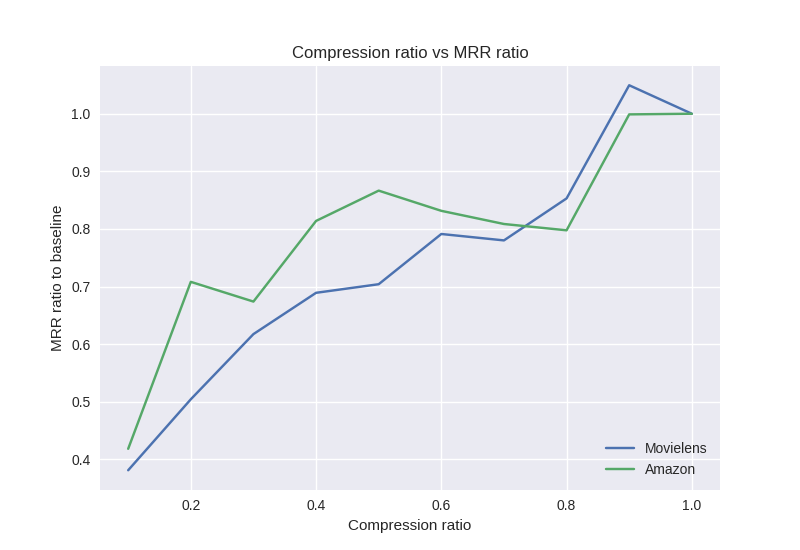 Compression ratio vs MRR ratio
MRR ratio to baseline
1.0
0.9
0.8
0.7
0.6
0.5
0.4
Movielens
Amazon
0.2 0.4 0.6 0.8 1.0
Compression ratio